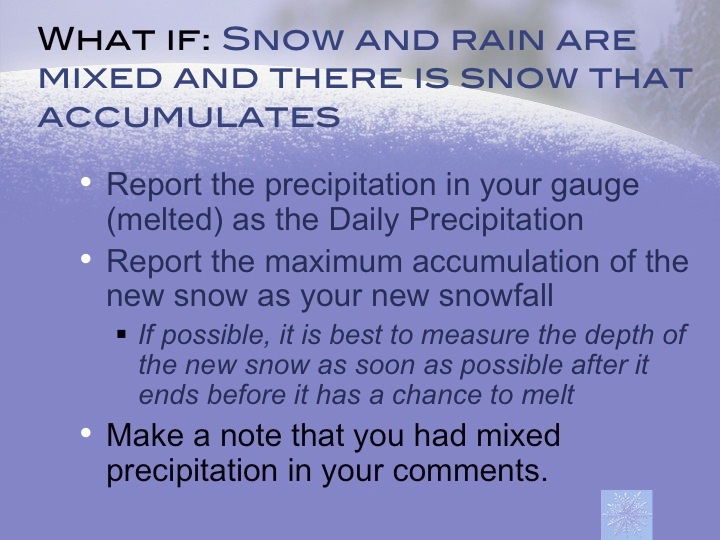 What if: Snow and rain are
mixed and there is snow that
accumulates
• Report the precipitation in your gauge
(melted) as the Daily Precipitation
• Report the maximum accumulation of the
new snow as your new snowfall
▪ If possible, it is best to measure the depth of
the new snow as soon as possible after it
ends before it has a chance to melt
• Make a note that you had mixed
precipitation in your comments.